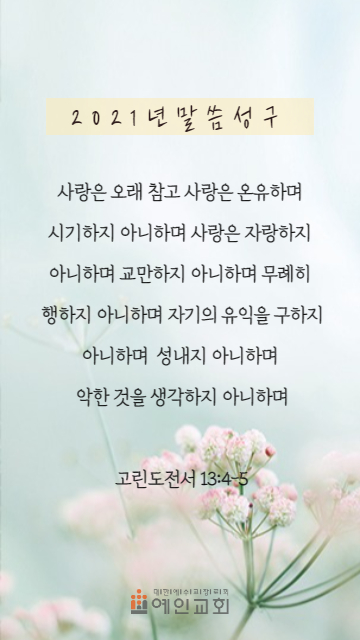 2021년말씀성구
사랑은 오래 참고 사랑은 온유하며
시기하지 아니하며 사랑은 자랑하지
아니하며 교만하지 아니하며 무례히
행하지 아니하며 자기의 유익을 구하지
아니하며 성내지 아니하며
악한 것을 생각하지 아니하며
고린도전서 13:4-5
예인교회